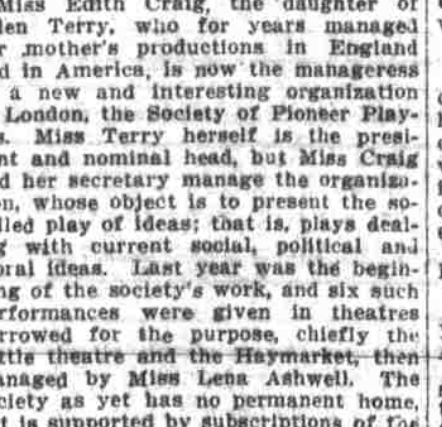 Miss Edith Craig, the daughter of
len Terry, who for years managed
r mother's productions in England
d in America, is now the manageress
a new and interesting organization
London, the Society of Pioneer Play-
s. Miss Terry herself is the presi-
nt and nominal head, but Miss Craig
d her secretary manage the organiza-
on, whose object is to present the so-
lled play of ideas; that is, plays deal-
g with current social, political and
oral ideas. Last year was the begin-
ng of the society's work, and six such
erformances were given in theatres
rrowed for the purpose, chiefly the
ttle theatre and the Haymarket, then
anaged by Miss Lena Ashwell. The
ciety as yet has no permanent home,
t is supported by subscriptions of the